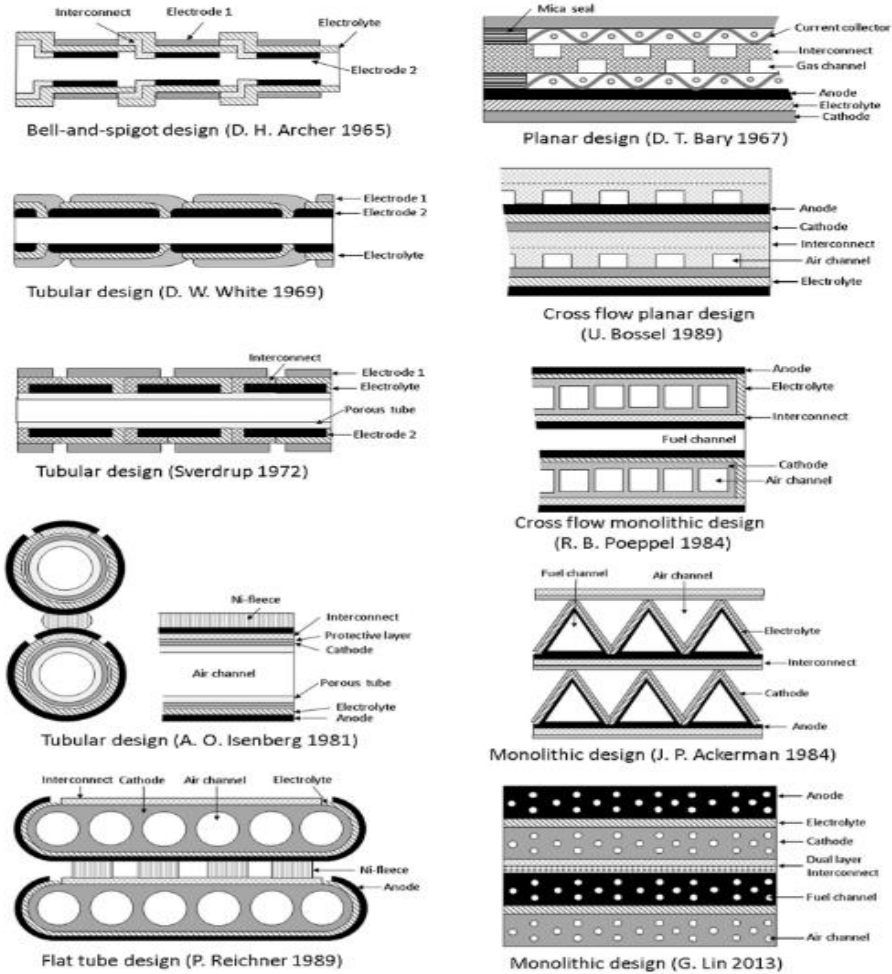 Interconnect
Electrode 1
Electrolyte
Electrode 2
Bell-and-spigot design (D. H. Archer 1965)
Mica seal
Current collector
Interconnect
Gas channel
Anode
Electrolyte
Cathode
Planar design (D. T. Bary 1967)
Electrode 1
Electrode 2
Electrolyte
Tubular design (D. W. White 1969)
Anode
Cathode
Interconnect
Air channel
Electrolyte
Cross flow planar design
(U. Bossel 1989)
Interconnect
Electrode 1
Electrolyte
Porous tube
Electrode 2
Tubular design (Sverdrup 1972)
Anode
Electrolyte
Interconnect
Fuel channel
Cathode
Air channel
Cross flow monolithic design
(R. B. Poeppel 1984)
Ni-fleece
Interconnect
Protective layer
Cathode
Air channel
Porous tube
Electrolyte
Anode
Tubular design (A. O. Isenberg 1981)
Fuel channel
Air channel
Electrolyte
Interconnect
Cathode
Anode
Monolithic design (J. P. Ackerman 1984)
Interconnect Cathode Air channel Electrolyte
Ni-fleece
Anode
Flat tube design (P. Reichner 1989)
Anode
Electrolyte
Cathode
Dual layer
Interconnect
Fuel channel
Air channel
Monolithic design (G. Lin 2013)